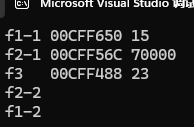 Microsoft Visual Studio
f1-1 00CFF650 15
f2-1 00CFF56C 70000
f3 00CFF488 23
f2-2
f1-2